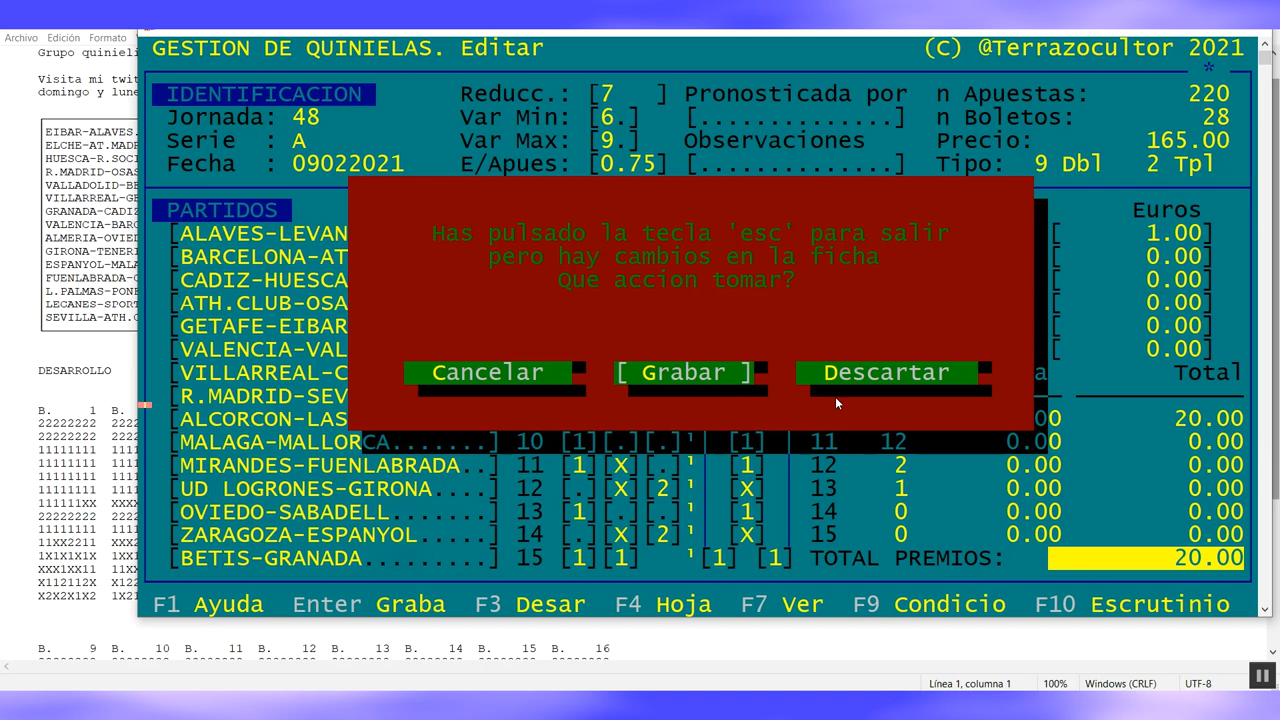 Archivo Edición Formato
GESTION DE QUINIELAS. Editar (C) @Terrazocultor 2021
Grupo quinieli
Visita mi twit
domingo y lune
*
IDENTIFICACION Reducc.: [7 ] Pronosticada por n Apuestas: 220
Jornada: 48 Var Min: [6.] [..............] n Boletos: 28
Serie : A Var Max: [9.] Observaciones Precio: 165.00
Fecha : 09022021 E/Apues: [0.75] [..............] Tipo: 9 Dbl 2 Tpl
EIBAR-ALAVES.
ELCHE-AT.MADR
HUESCA-R.SOCI
R.MADRID-OSAS
VALLADOLID-BE
VILLARREAL-GE
GRANADA-CADIZ
VALENCIA-BARC
ALMERIA-OVIED
GIRONA-TENERI
ESPANYOL-MALA
FUENLABRADA-G
L.PALMAS-PONE
LEGANES-SPORT
SEVILLA-ATH.C
PARTIDOS Euros
[ALAVES-LEVAN [ 1.00]
[BARCELONA-AT [ 0.00]
[CADIZ-HUESCA [ 0.00]
[ATH.CLUB-OSA [ 0.00]
[GETAFE-EIBAR [ 0.00]
[VALENCIA-VAL [ 0.00]
[VILLARREAL-C a Total
[R.MADRID-SEV
[ALCORCON-LAS 00 20.00
[MALAGA-MALLORCA.......] 10 [1][.][.]¹ [1] 11 12 0.00 0.00
[MIRANDES-FUENLABRADA..] 11 [1][X][.]¹ [1] 12 2 0.00 0.00
[UD LOGRONES-GIRONA....] 12 [.][X][2]¹ [X] 13 1 0.00 0.00
[OVIEDO-SABADELL.......] 13 [1][.][.] [1] 14 0 0.00 0.00
[ZARAGOZA-ESPANYOL.....] 14 [.][X][2]¹ [X] 15 0 0.00 0.00
[BETIS-GRANADA.........] 15 [1][1] ¹[1] [1] TOTAL PREMIOS: 20.00
Has pulsado la tecla 'esc' para salir
pero hay cambios en la ficha
Que accion tomar?
Cancelar [ Grabar ] Descartar
F1 Ayuda Enter Graba F3 Desar F4 Hoja F7 Ver F9 Condicio F10 Escrutinio
DESARROLLO
B. 1 B.
22222222 2222
22222222 2222
11111111 1111
11111111 1111
11111111 1111
11111111 1111
111111XX XXXX
22222222 2222
11111111 1111
11XX2211 XXX1
1X1X1X1X 11XX
XXX1XX11 11XX
X112112X X122
X2X2X1X2 1X21
B. 9 B. 10 B. 11 B. 12 B. 13 B. 14 B. 15 B. 16
Línea 1, columna 1 100% Windows (CRLF) UTF-8